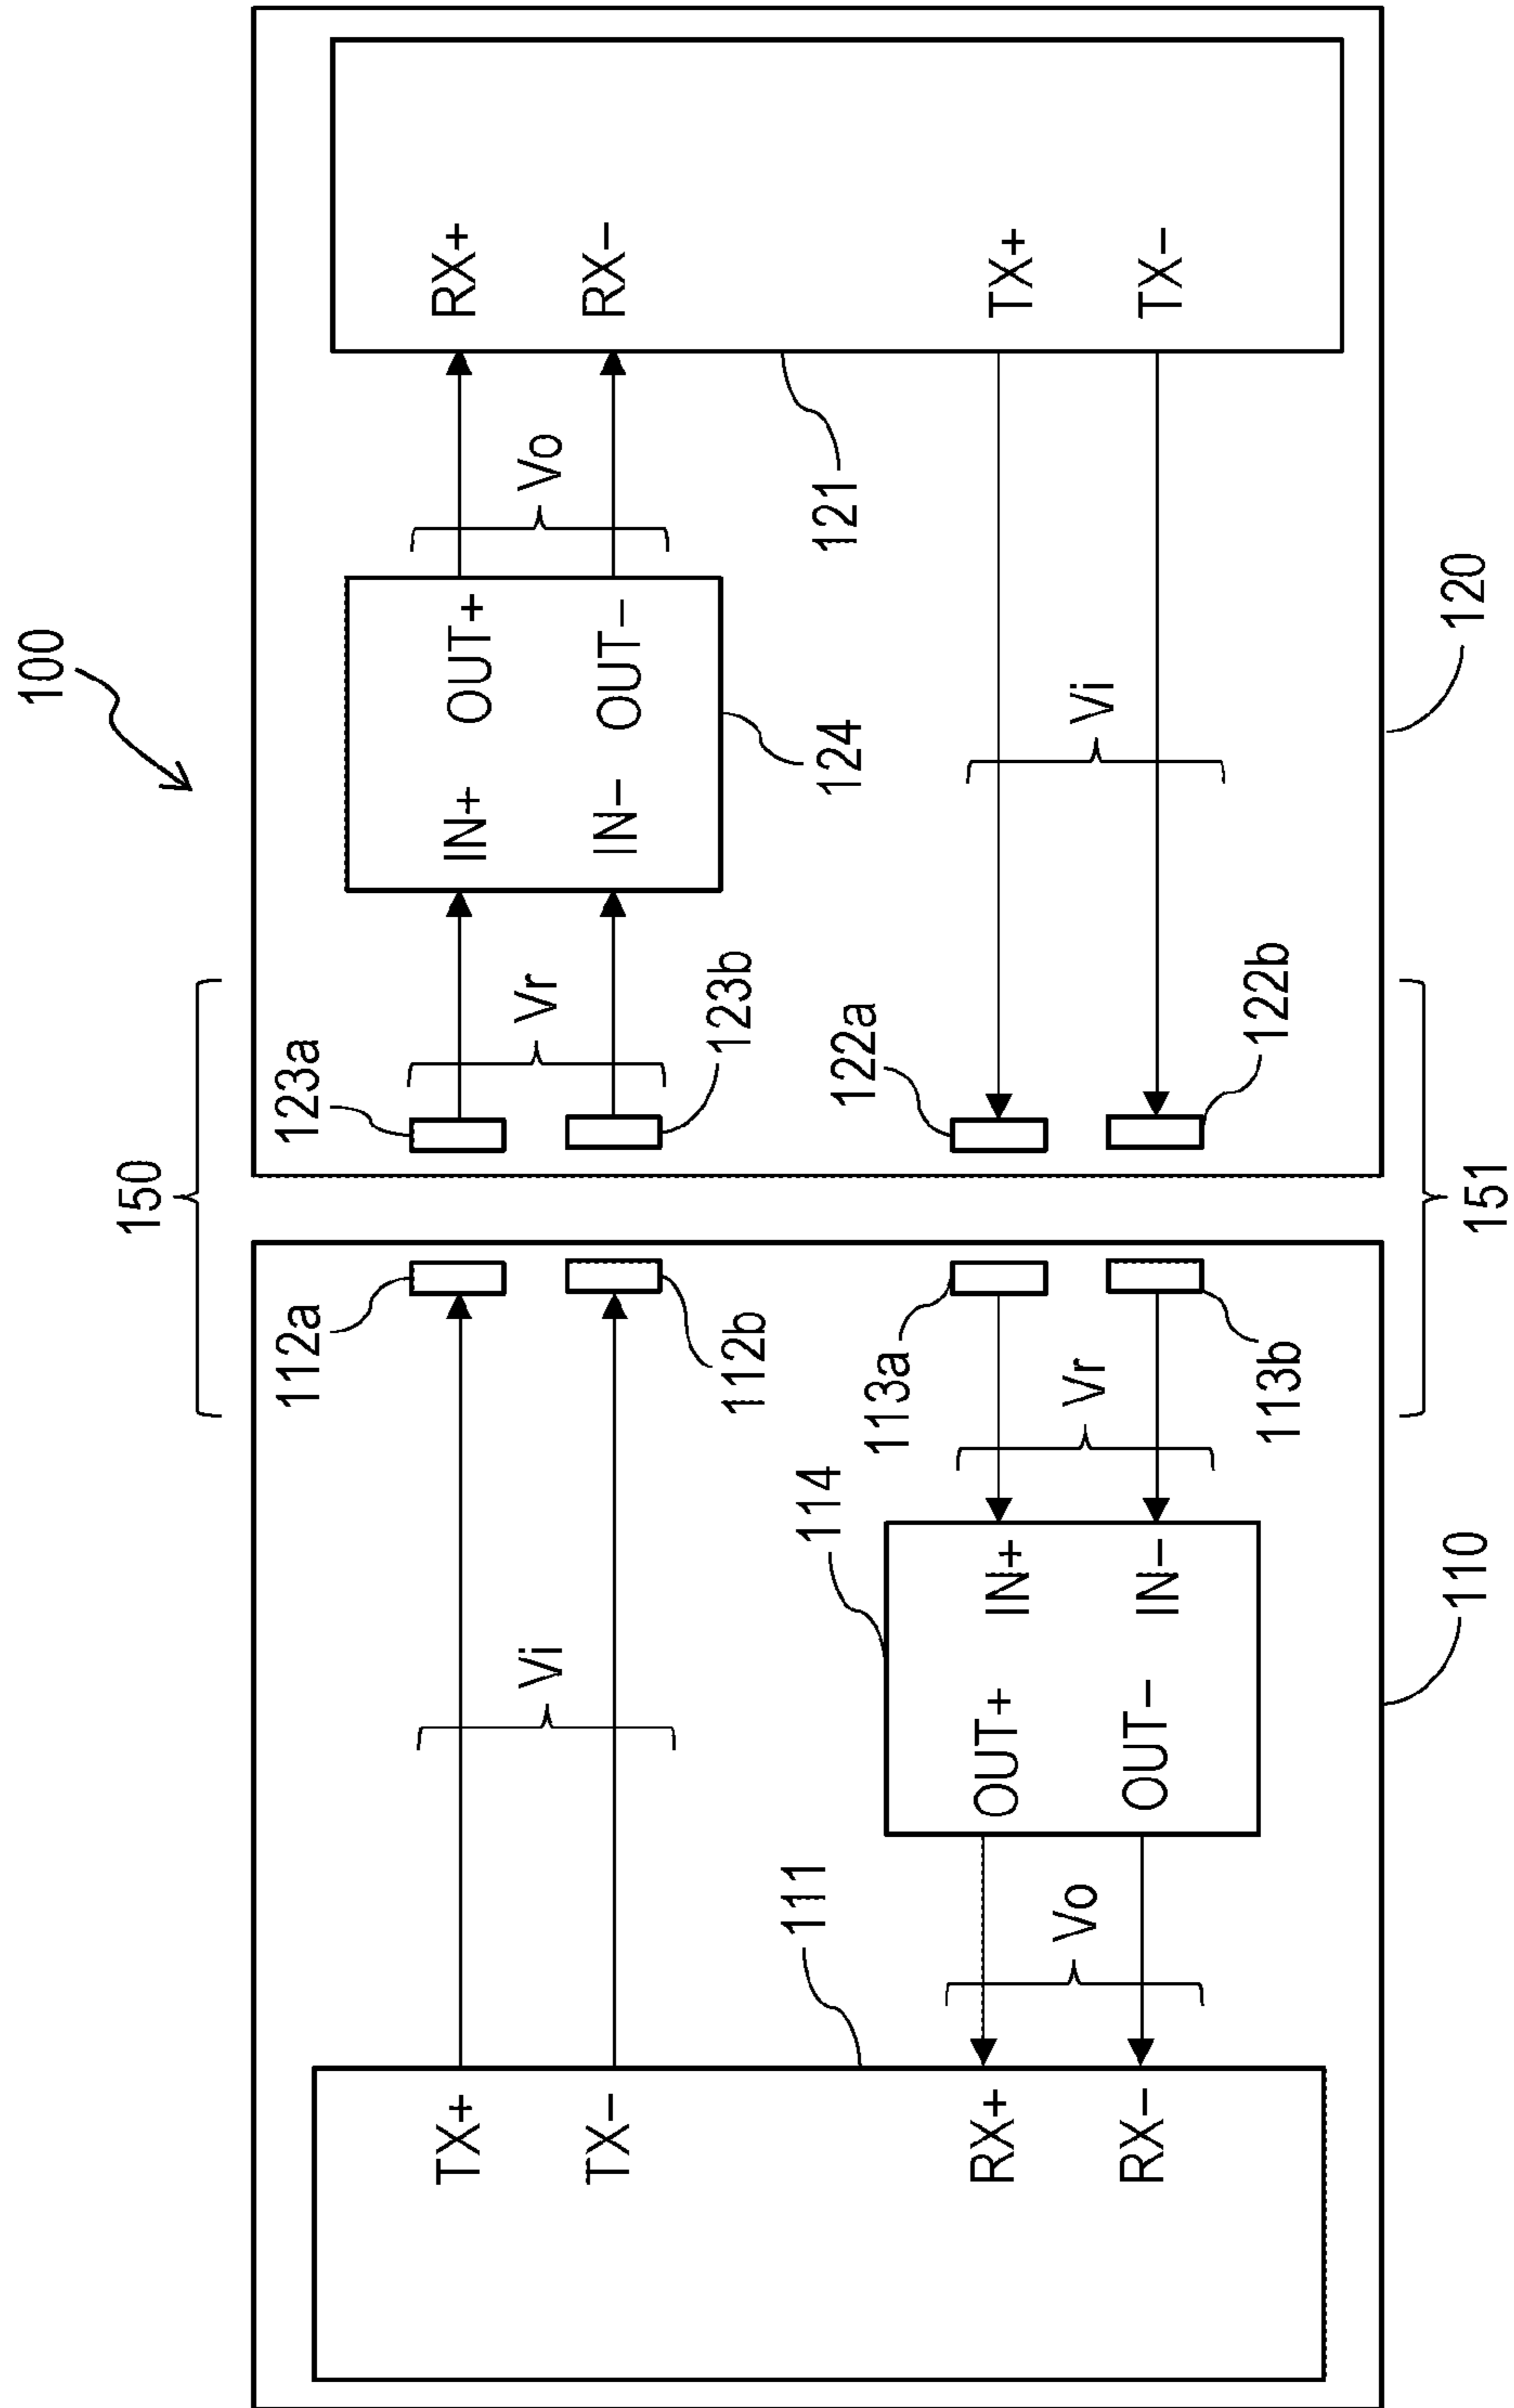 100
150
112a
123a
TX+
Vi
112b
Vr
123b
IN+ OUT+
IN− OUT−
124
Vo
RX+
RX−
TX−
111
114
113a
122a
121
RX+
Vo
OUT+ IN+
Vr
Vi
TX+
RX−
OUT− IN−
113b
122b
TX−
110
151
120